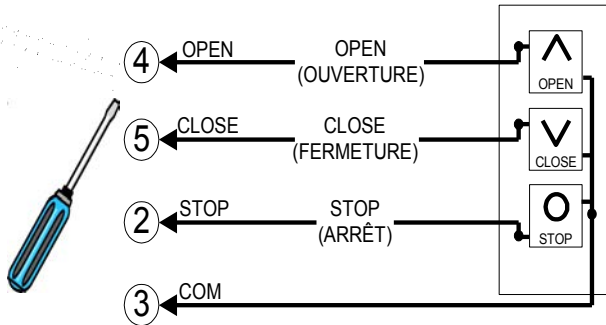 4 OPEN OPEN
(OUVERTURE)
OPEN
5 CLOSE CLOSE
(FERMETURE)
CLOSE
2 STOP STOP
(ARRÊT)
STOP
3 COM